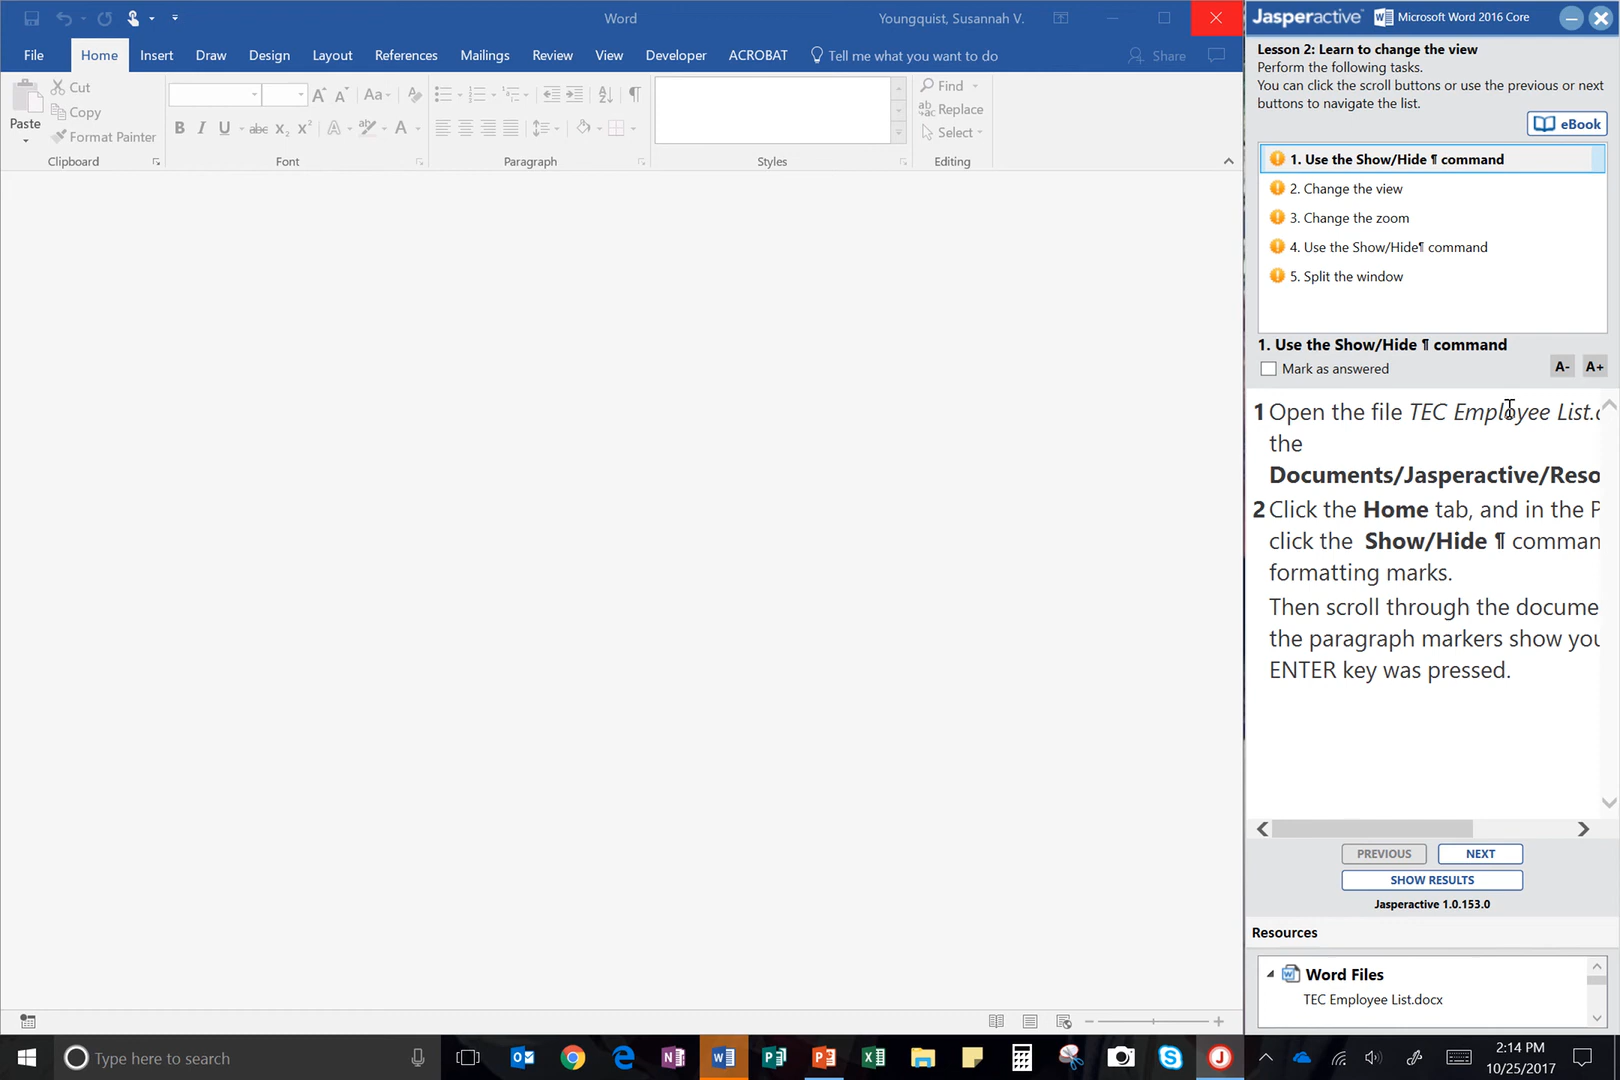 Word
Youngquist, Susannah V.
File Home Insert Draw Design Layout References Mailings Review View Developer ACROBAT Tell me what you want to do Share
Paste
Cut
Copy
Format Painter
Clipboard
Aa
B I U abc X₂ X² A A
Font
Paragraph
Styles
Find
Replace
Select
Editing
Jasperactive™ Microsoft Word 2016 Core
Lesson 2: Learn to change the view
Perform the following tasks.
You can click the scroll buttons or use the previous or next
buttons to navigate the list.
eBook
1. Use the Show/Hide ¶ command
2. Change the view
3. Change the zoom
4. Use the Show/Hide¶ command
5. Split the window
1. Use the Show/Hide ¶ command
Mark as answered
A- A+
1 Open the file TEC Employee List.
the
Documents/Jasperactive/Reso
2 Click the Home tab, and in the P
click the Show/Hide ¶ comman
formatting marks.
Then scroll through the docume
the paragraph markers show you
ENTER key was pressed.
PREVIOUS NEXT
SHOW RESULTS
Jasperactive 1.0.153.0
Resources
Word Files
TEC Employee List.docx
Type here to search
2:14 PM
10/25/2017